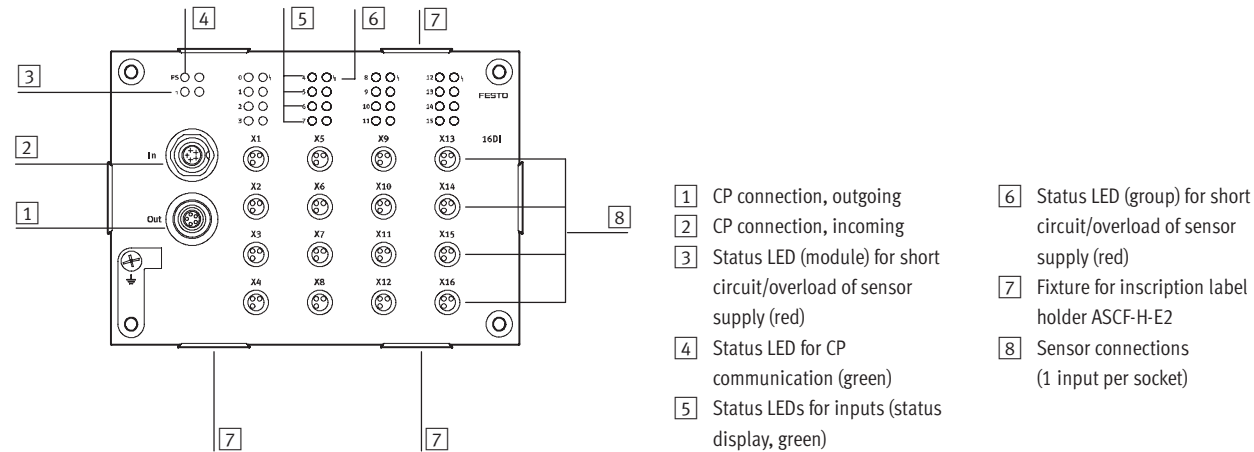 4 5 6 7
3
2
1
8
7 7
PS
0 4 8 12
1 5 9 13
2 6 10 14
3 7 11 15
FESTO
X1 X5 X9 X13 16DI
In
X2 X6 X10 X14
Out
X3 X7 X11 X15
X4 X8 X12 X16
1 CP connection, outgoing
2 CP connection, incoming
3 Status LED (module) for short
circuit/overload of sensor
supply (red)
4 Status LED for CP
communication (green)
5 Status LEDs for inputs (status
display, green)
6 Status LED (group) for short
circuit/overload of sensor
supply (red)
7 Fixture for inscription label
holder ASCF-H-E2
8 Sensor connections
(1 input per socket)